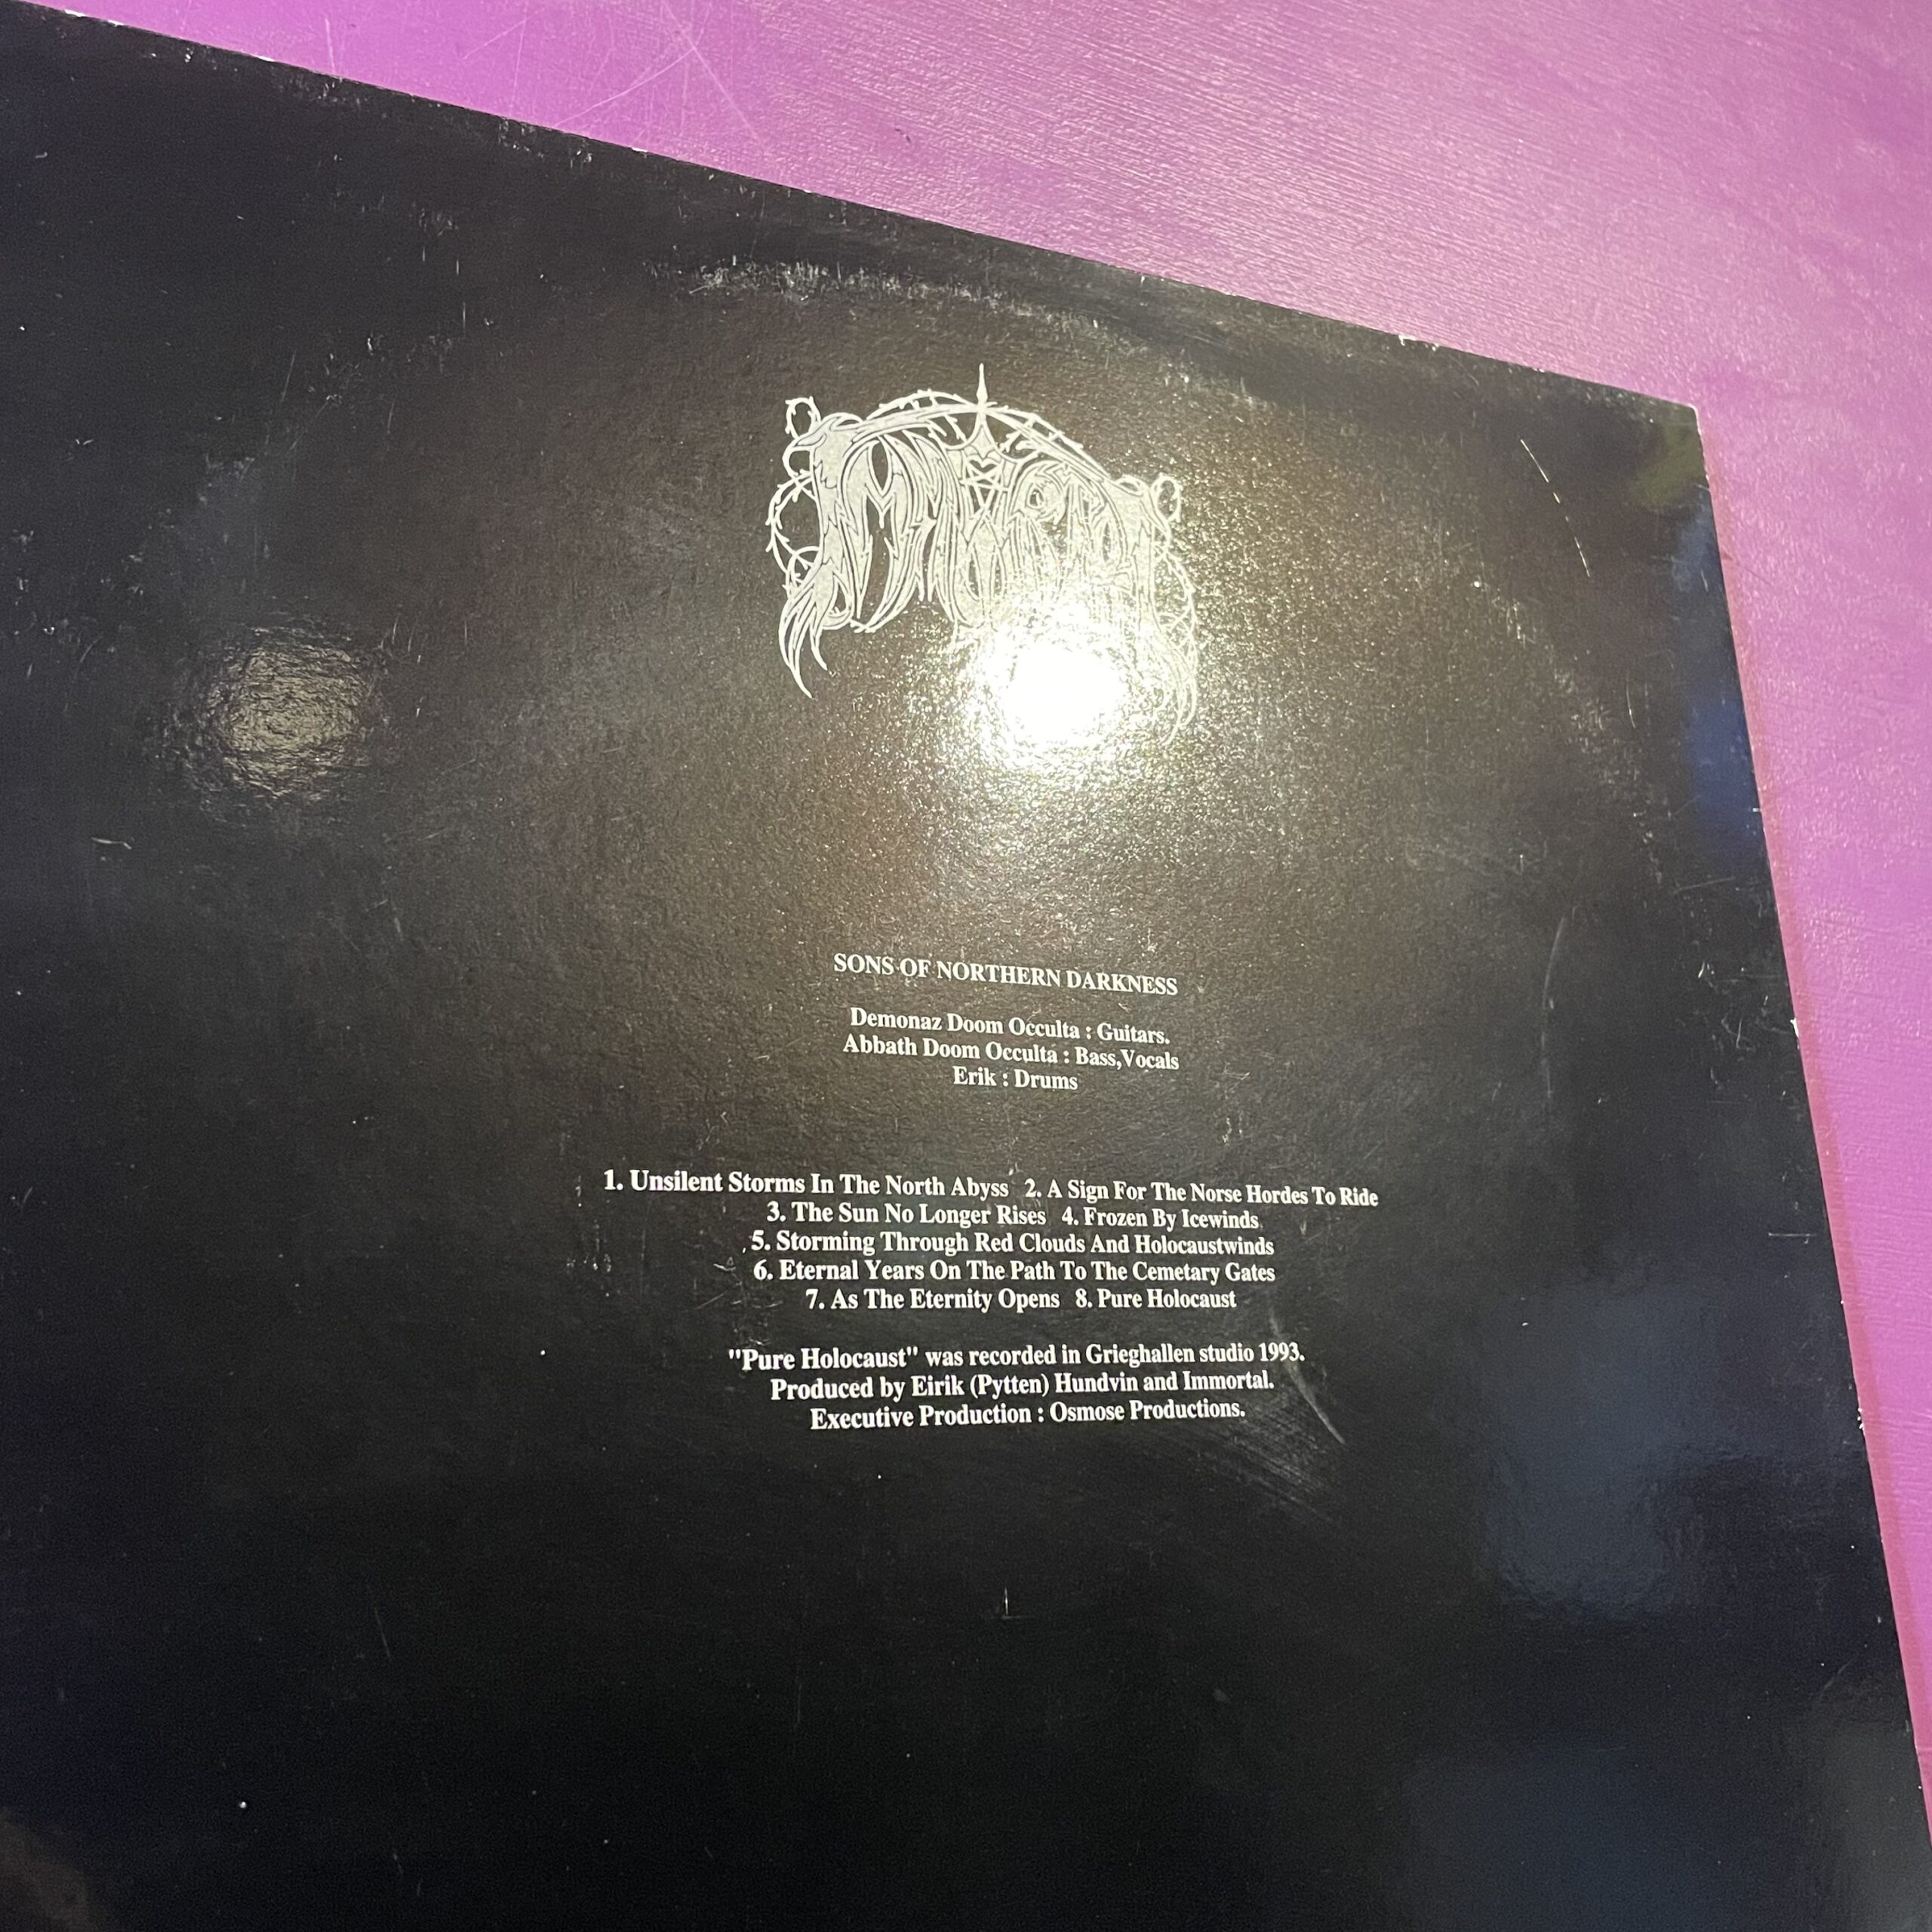 IMMORTAL
SONS OF NORTHERN DARKNESS
Demonaz Doom Occulta : Guitars.
Abbath Doom Occulta : Bass,Vocals
Erik : Drums
1. Unsilent Storms In The North Abyss 2. A Sign For The Norse Hordes To Ride
3. The Sun No Longer Rises 4. Frozen By Icewinds
5. Storming Through Red Clouds And Holocaustwinds
6. Eternal Years On The Path To The Cemetary Gates
7. As The Eternity Opens 8. Pure Holocaust
"Pure Holocaust" was recorded in Grieghallen studio 1993.
Produced by Eirik (Pytten) Hundvin and Immortal.
Executive Production : Osmose Productions.